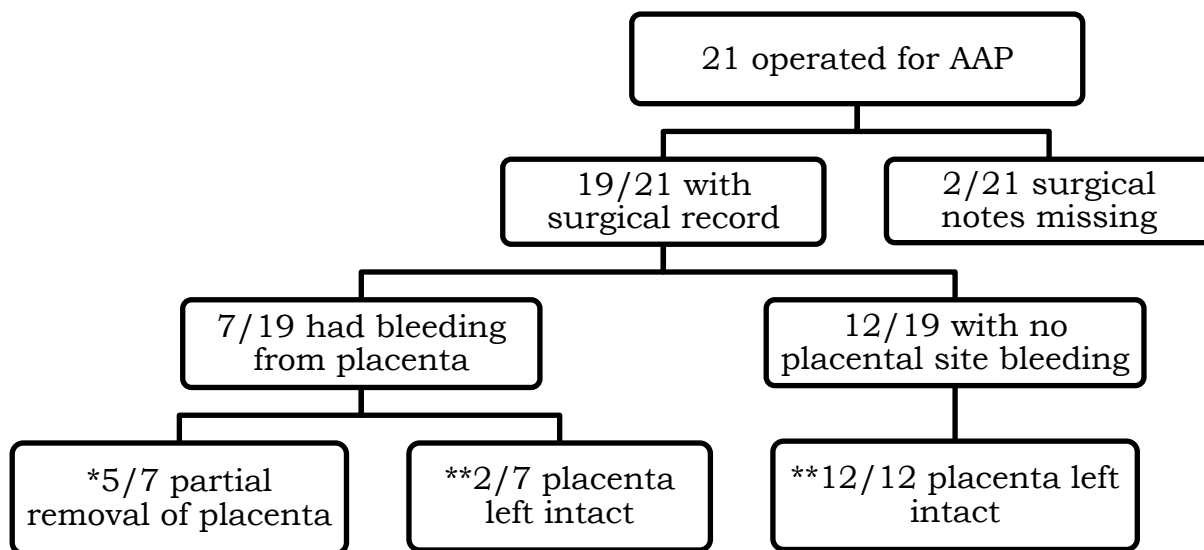 21 operated for AAP
19/21 with
surgical record
2/21 surgical
notes missing
7/19 had bleeding
from placenta
12/19 with no
placental site bleeding
*5/7 partial
removal of placenta
**2/7 placenta
left intact
**12/12 placenta left
intact